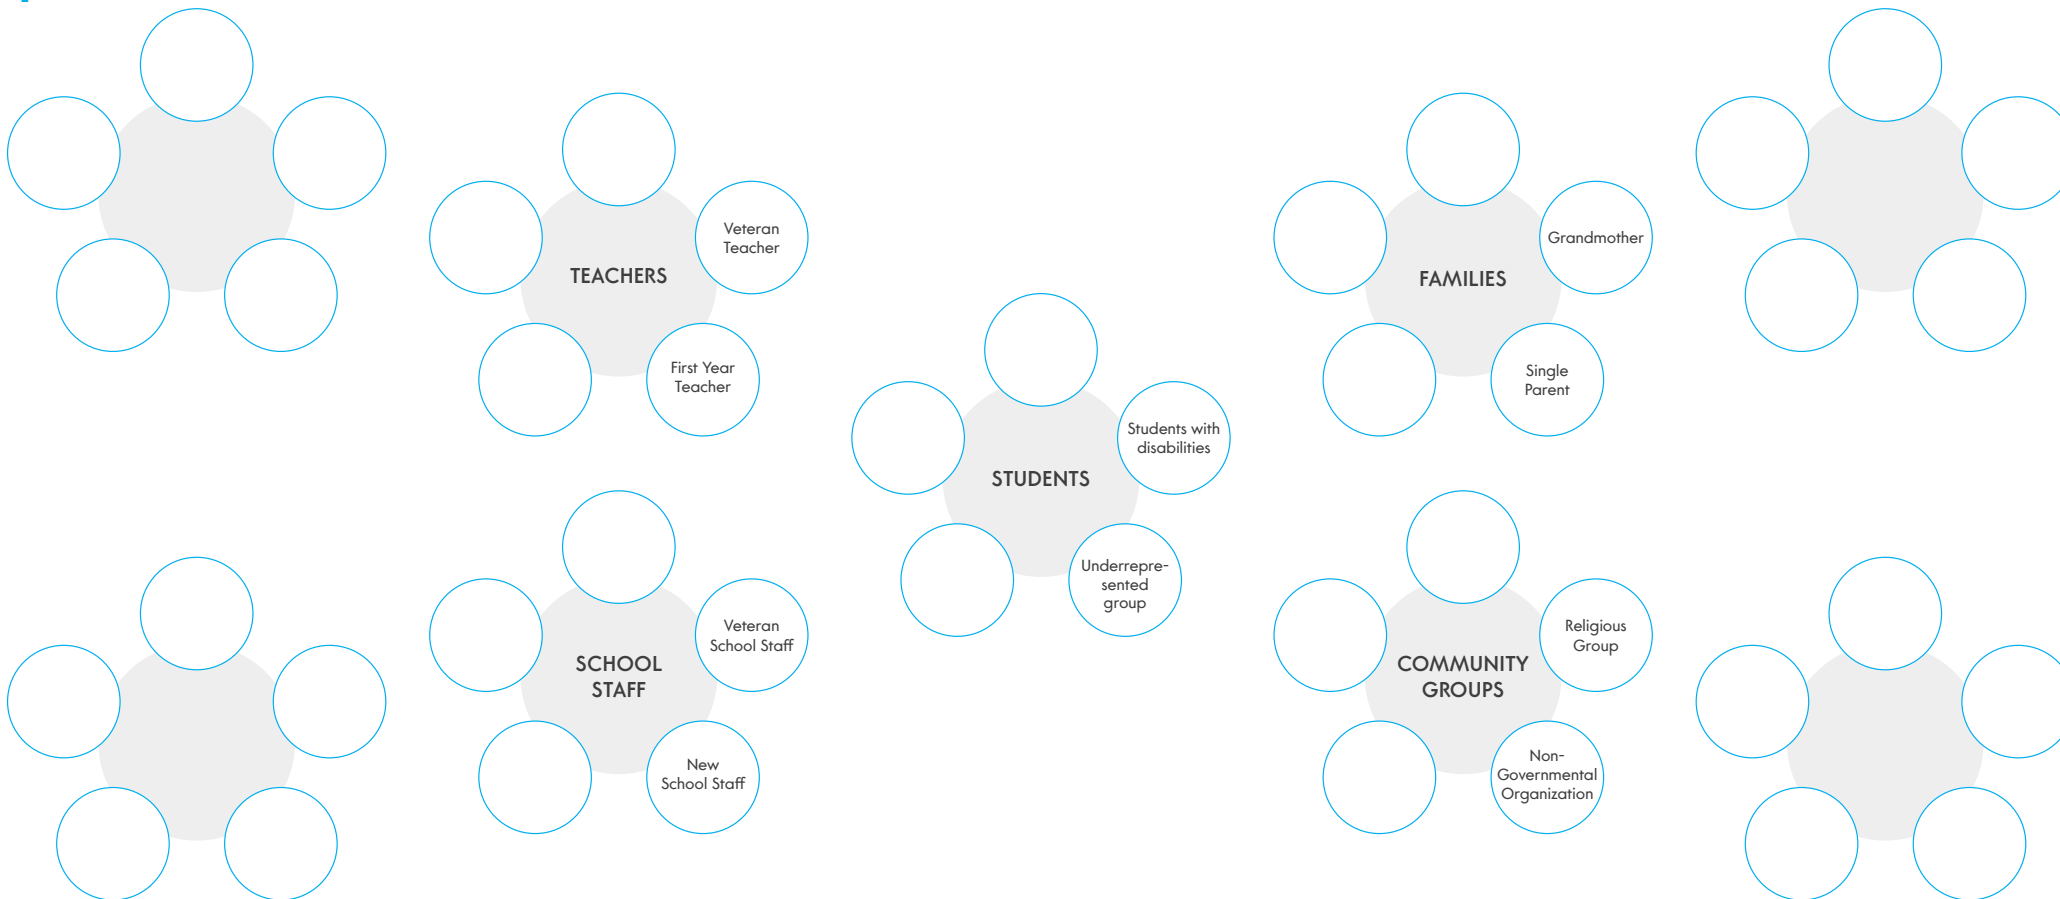 TEACHERS
Veteran
Teacher
First Year
Teacher
FAMILIES
Grandmother
Single
Parent
STUDENTS
Students with
disabilities
Underrepre-
sented
group
SCHOOL
STAFF
Veteran
School Staff
New
School Staff
COMMUNITY
GROUPS
Religious
Group
Non-
Governmental
Organization